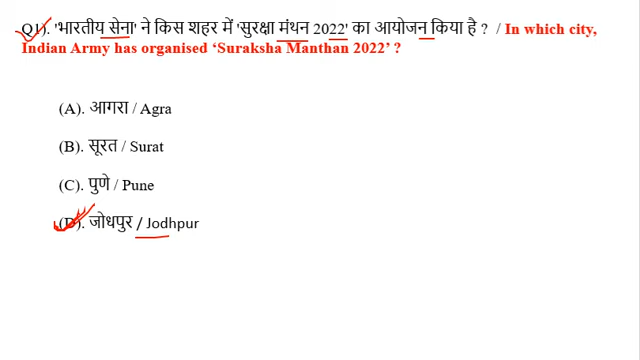 Q1). 'भारतीय सेना' ने किस शहर में 'सुरक्षा मंथन 2022' का आयोजन किया है ? / In which city,
Indian Army has organised ‘Suraksha Manthan 2022’ ?
(A). आगरा / Agra
(B). सूरत / Surat
(C). पुणे / Pune
(D). जोधपुर / Jodhpur